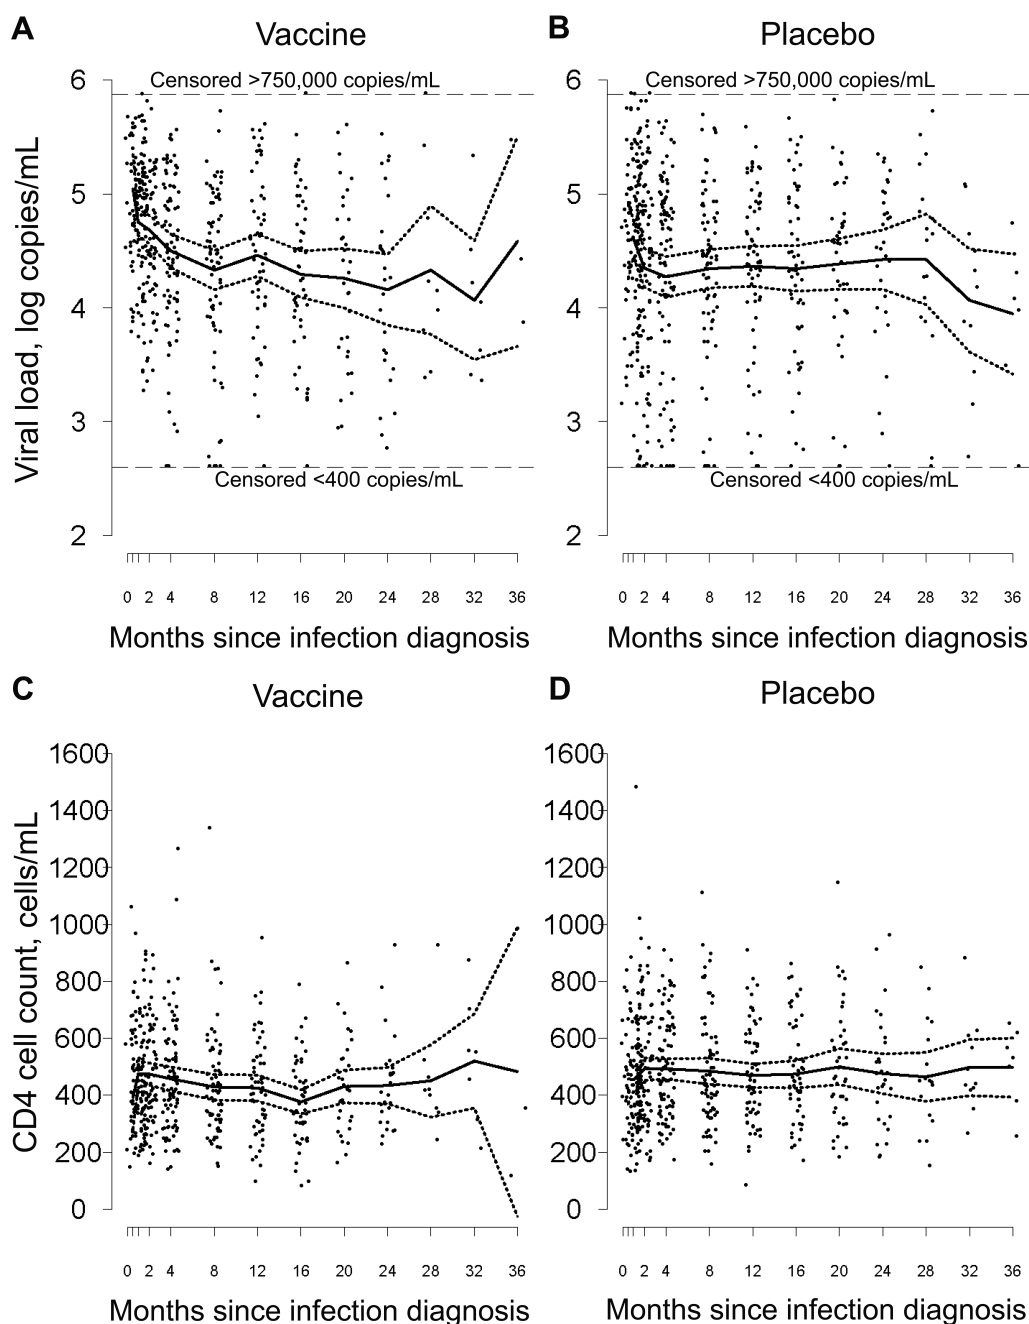 A
Vaccine
B
Placebo
Viral load, log copies/mL
6
5
4
3
2
Censored >750,000 copies/mL
Censored <400 copies/mL
0 2 4 8 12 16 20 24 28 32 36
Months since infection diagnosis
6
5
4
3
2
Censored >750,000 copies/mL
Censored <400 copies/mL
0 2 4 8 12 16 20 24 28 32 36
Months since infection diagnosis
C
Vaccine
D
Placebo
CD4 cell count, cells/mL
1600
1400
1200
1000
800
600
400
200
0
0 2 4 8 12 16 20 24 28 32 36
Months since infection diagnosis
1600
1400
1200
1000
800
600
400
200
0
0 2 4 8 12 16 20 24 28 32 36
Months since infection diagnosis